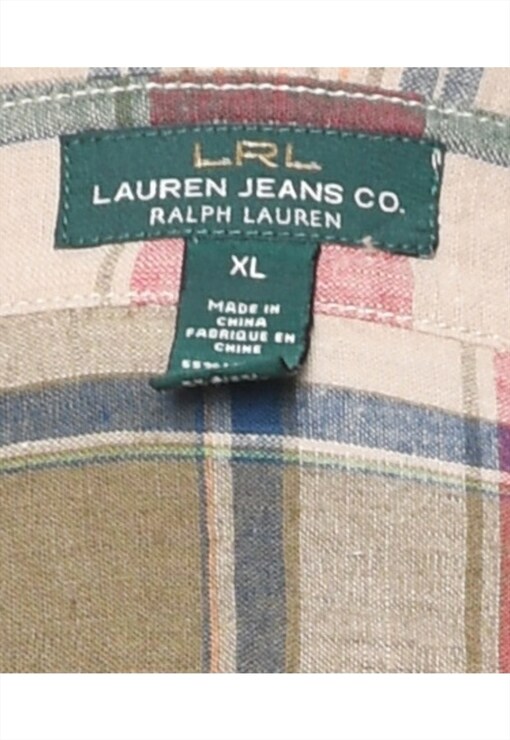 LRL
LAUREN JEANS CO.
RALPH LAUREN
XL
MADE IN
CHINA
FABRIQUE EN
CHINE